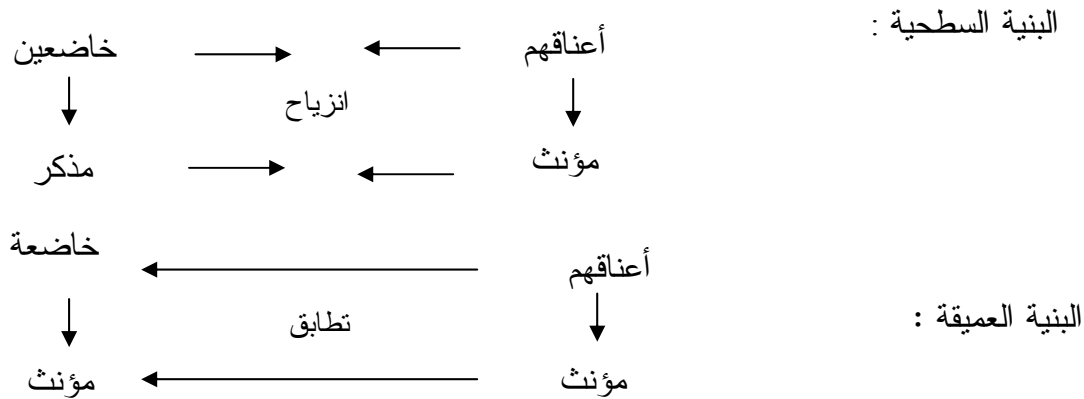 البنية السطحية :
أعناقهم خاضعين
انزياح
مؤنث مذكر
أعناقهم خاضعة
البنية العميقة : تطابق
مؤنث مؤنث